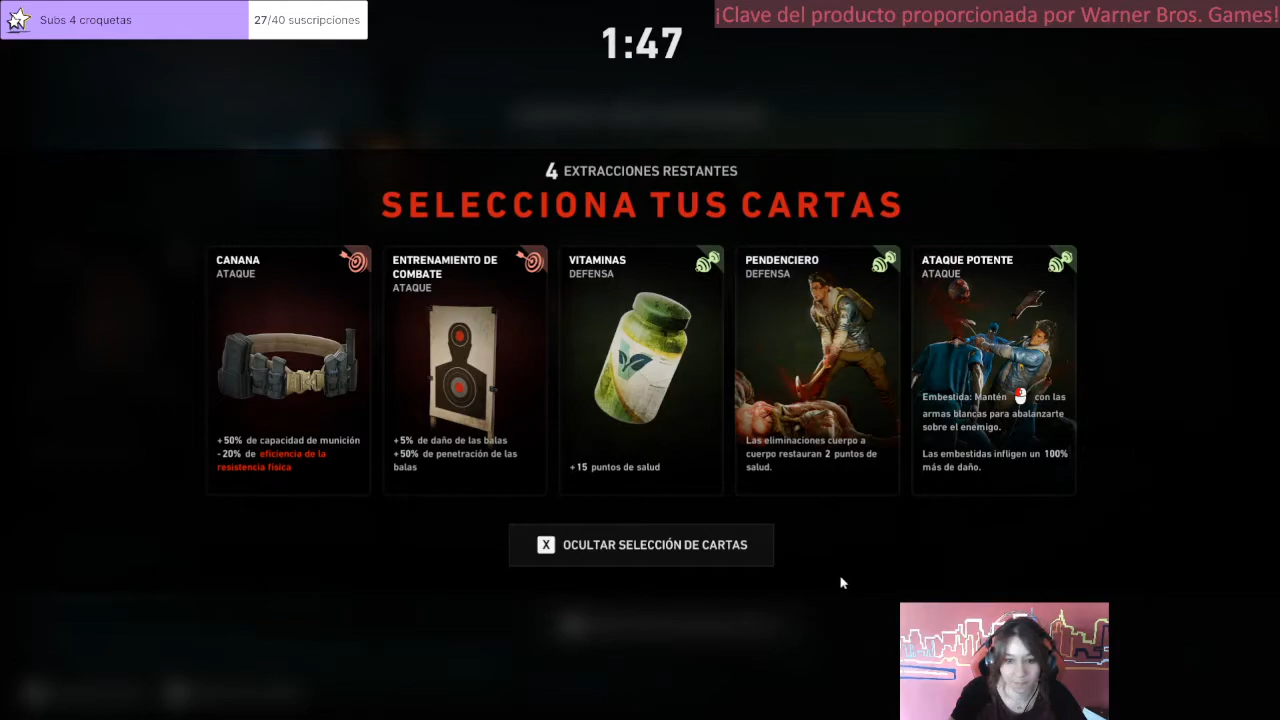 Subs 4 croquetas
27/40 suscripciones
¡Clave del producto proporcionada por Warner Bros. Games!
1:47
4 EXTRACCIONES RESTANTES
SELECCIONA TUS CARTAS
CANANA
ATAQUE
+50% de capacidad de munición
-20% de eficiencia de la
resistencia física
ENTRENAMIENTO DE
COMBATE
ATAQUE
+5% de daño de las balas
+50% de penetración de las
balas
VITAMINAS
DEFENSA
+15 puntos de salud
PENDENCIERO
DEFENSA
Las eliminaciones cuerpo a
cuerpo restauran 2 puntos de
salud.
ATAQUE POTENTE
ATAQUE
Embestida: Mantén con las
armas blancas para abalanzarte
sobre el enemigo.
Las embestidas infligen un 100%
más de daño.
X OCULTAR SELECCIÓN DE CARTAS